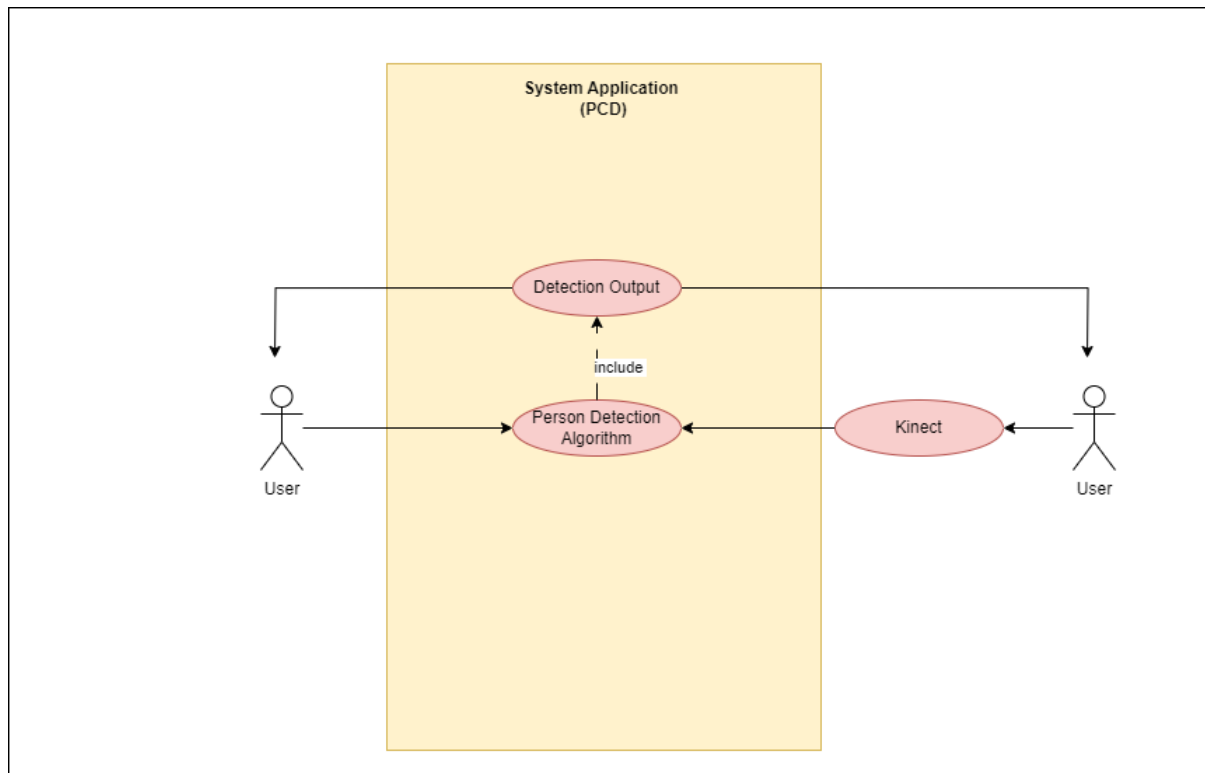 System Application
(PCD)
Detection Output
include
Person Detection
Algorithm
Kinect
User
User